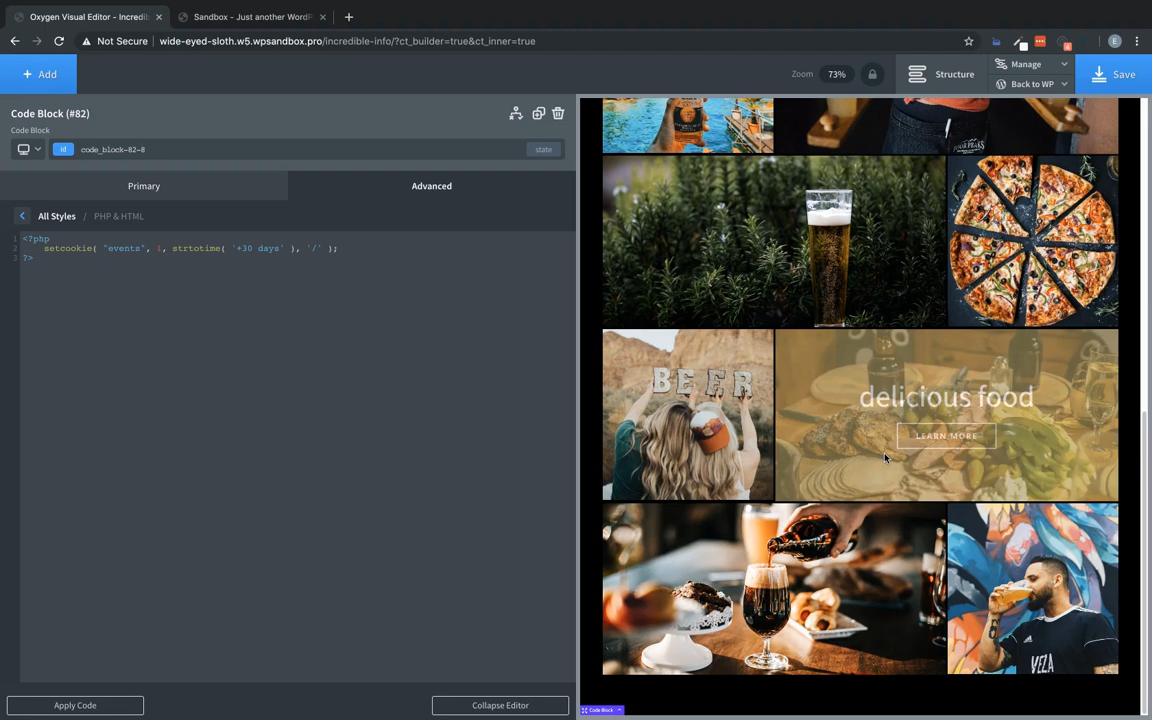 Oxygen Visual Editor - Incredib
Sandbox - Just another WordP
Not Secure
wide-eyed-sloth.w5.wpsandbox.pro/incredible-info/?ct_builder=true&ct_inner=true
E
+ Add
Zoom
73%
Structure
Manage
Back to WP
Save
Code Block (#82)
Code Block
id
code_block-82-8
state
Primary
Advanced
All Styles / PHP & HTML
1 <?php
2 setcookie( "events", 1, strtotime( '+30 days' ), '/' );
3 ?>
BEER
delicious food
LEARN MORE
YEZA
Apply Code
Collapse Editor
Code Block